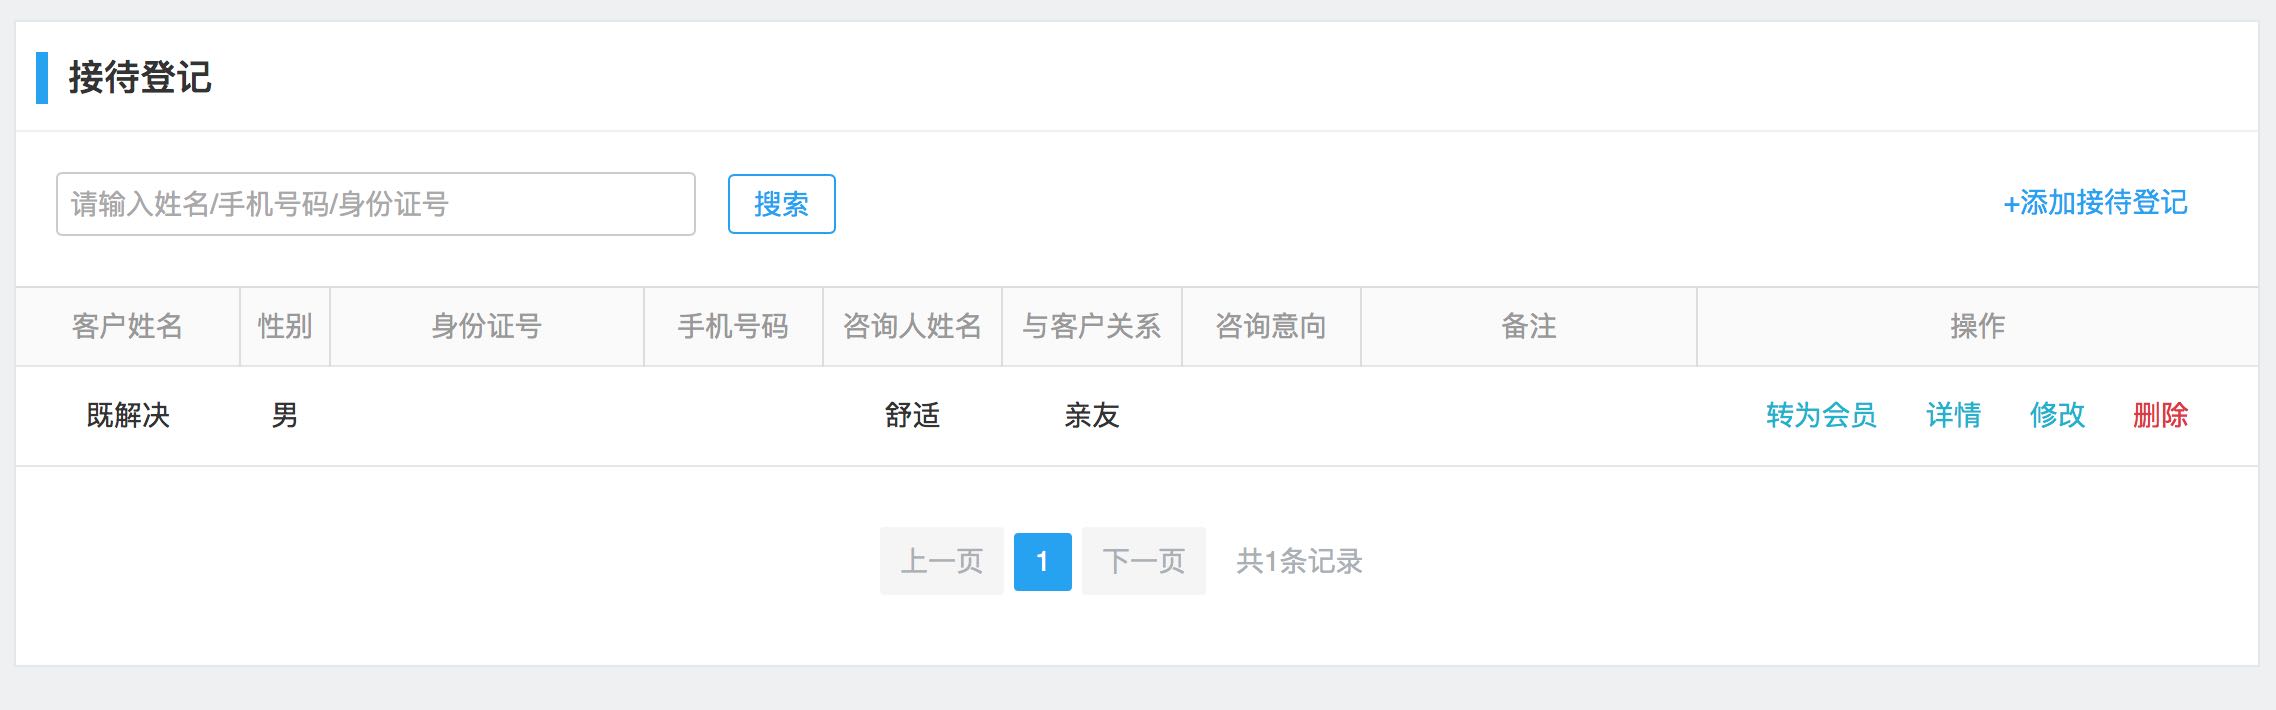 接待登记
请输入姓名/手机号码/身份证号 搜索 +添加接待登记
客户姓名 性别 身份证号 手机号码 咨询人姓名 与客户关系 咨询意向 备注 操作
既解决 男 舒适 亲友 转为会员 详情 修改 删除
上一页 1 下一页 共1条记录